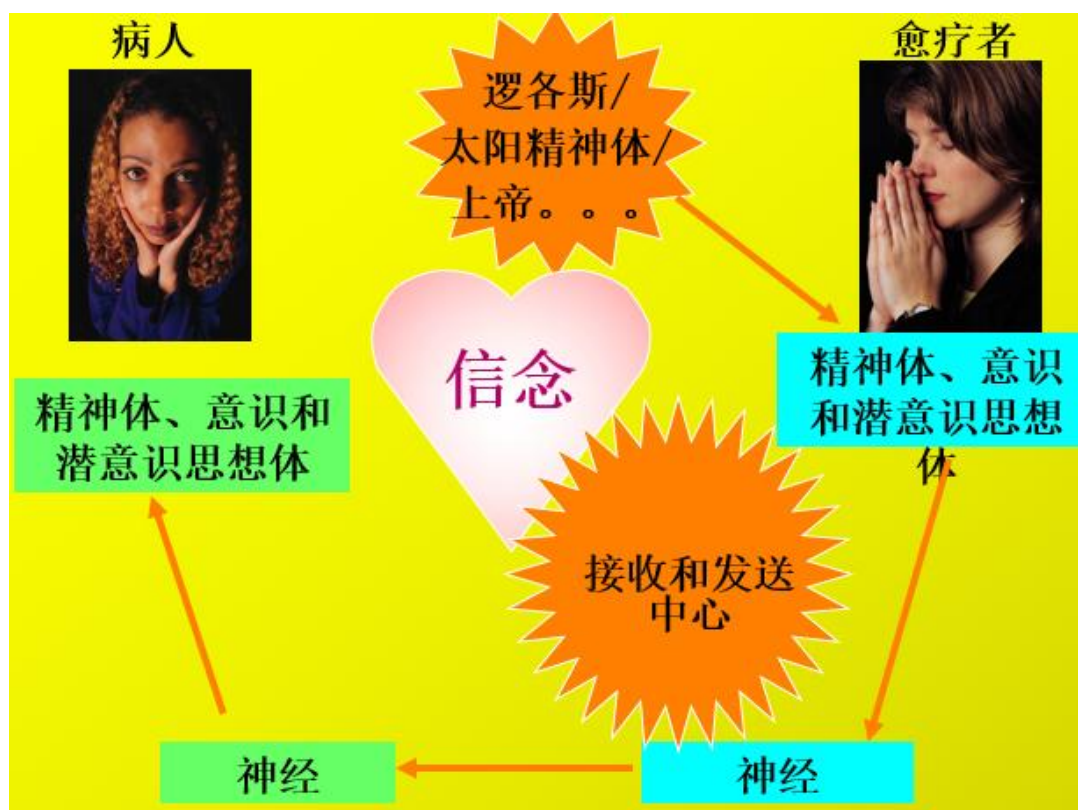 病人
愈疗者
逻各斯/
太阳精神体/
上帝。。。
信念
精神体、意识
和潜意识思想
体
精神体、意识和
潜意识思想体
接收和发送
中心
神经
神经